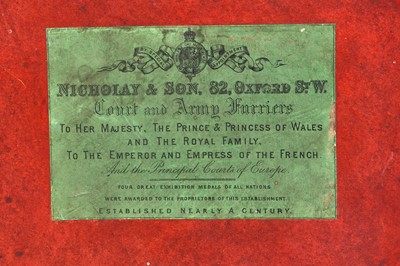 NICHOLAY & SON, 82, OXFORD ST. W.
Court and Army Furriers
TO HER MAJESTY, THE PRINCE & PRINCESS OF WALES
AND THE ROYAL FAMILY.
TO THE EMPEROR AND EMPRESS OF THE FRENCH
And the Principal Courts of Europe
FOUR GREAT EXHIBITION MEDALS OF ALL NATIONS
WERE AWARDED TO THE PROPRIETORS OF THIS ESTABLISHMENT
ESTABLISHED NEARLY A CENTURY.